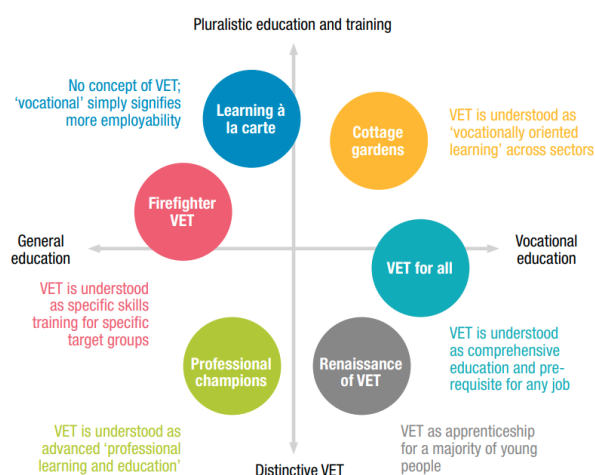 Pluralistic education and training
No concept of VET;
‘vocational’ simply signifies
more employability
Learning à
la carte
Cottage
gardens
VET is understood as
‘vocationally oriented
learning’ across sectors
Firefighter
VET
General
education
Vocational
education
VET for all
VET is understood
as specific skills
training for specific
target groups
VET is understood
as comprehensive
education and pre-
requisite for any job
Professional
champions
Renaissance
of VET
VET is understood as
advanced ‘professional
learning and education’
VET as apprenticeship
for a majority of young
people
Distinctive VET